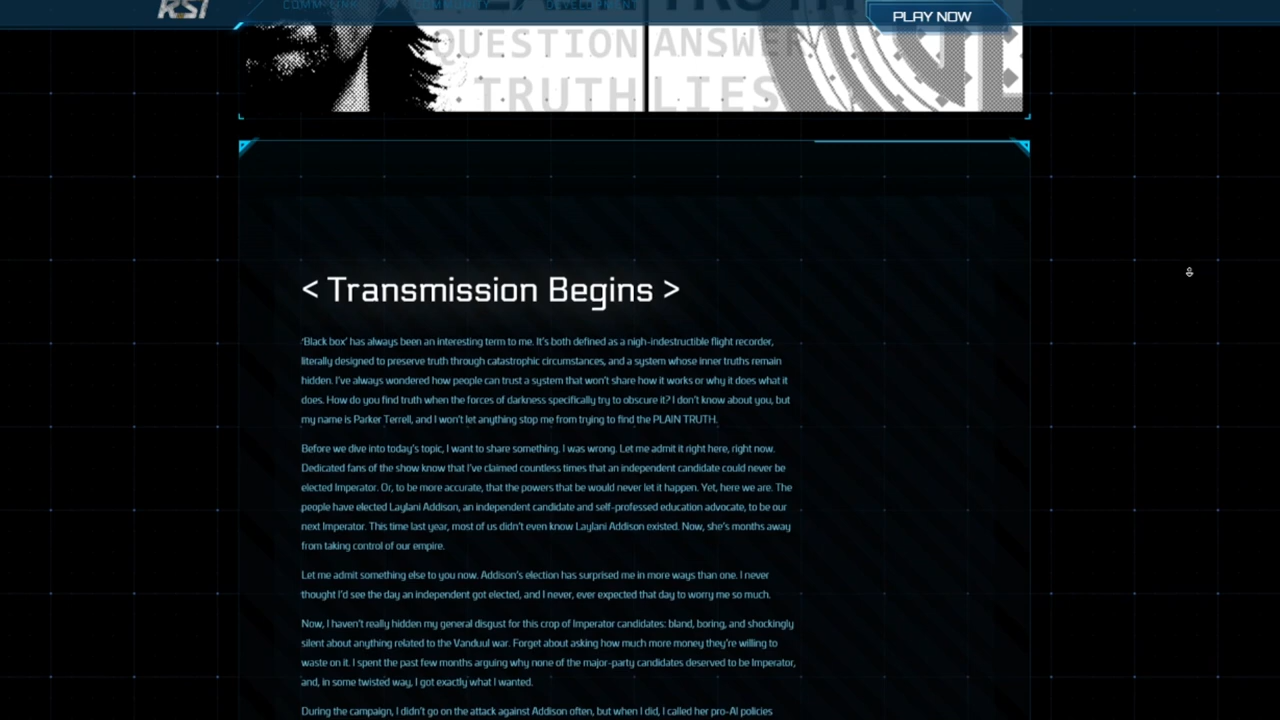 RSI
COMM-LINK
COMMUNITY
DEVELOPMENT
PLAY NOW
TRUTH
QUESTION ANSWER
TRUTH LIES
< Transmission Begins >
'Black box' has always been an interesting term to me. It's both defined as a nigh-indestructible flight recorder,
literally designed to preserve truth through catastrophic circumstances, and a system whose inner truths remain
hidden. I've always wondered how people can trust a system that won't share how it works or why it does what it
does. How do you find truth when the forces of darkness specifically try to obscure it? I don't know about you, but
my name is Parker Terrell, and I won't let anything stop me from trying to find the PLAIN TRUTH.
Before we dive into today's topic, I want to share something. I was wrong. Let me admit it right here, right now.
Dedicated fans of the show know that I've claimed countless times that an independent candidate could never be
elected Imperator. Or, to be more accurate, that the powers that be would never let it happen. Yet, here we are. The
people have elected Laylani Addison, an independent candidate and self-professed education advocate, to be our
next Imperator. This time last year, most of us didn't even know Laylani Addison existed. Now, she's months away
from taking control of our empire.
Let me admit something else to you now. Addison's election has surprised me in more ways than one. I never
thought I'd see the day an independent got elected, and I never, ever expected that day to worry me so much.
Now, I haven't really hidden my general disgust for this crop of Imperator candidates: bland, boring, and shockingly
silent about anything related to the Vanduul war. Forget about asking how much more money they're willing to
waste on it. I spent the past few months arguing why none of the major-party candidates deserved to be Imperator,
and, in some twisted way, I got exactly what I wanted.
During the campaign, I didn't go on the attack against Addison often, but when I did, I called her pro-AI policies